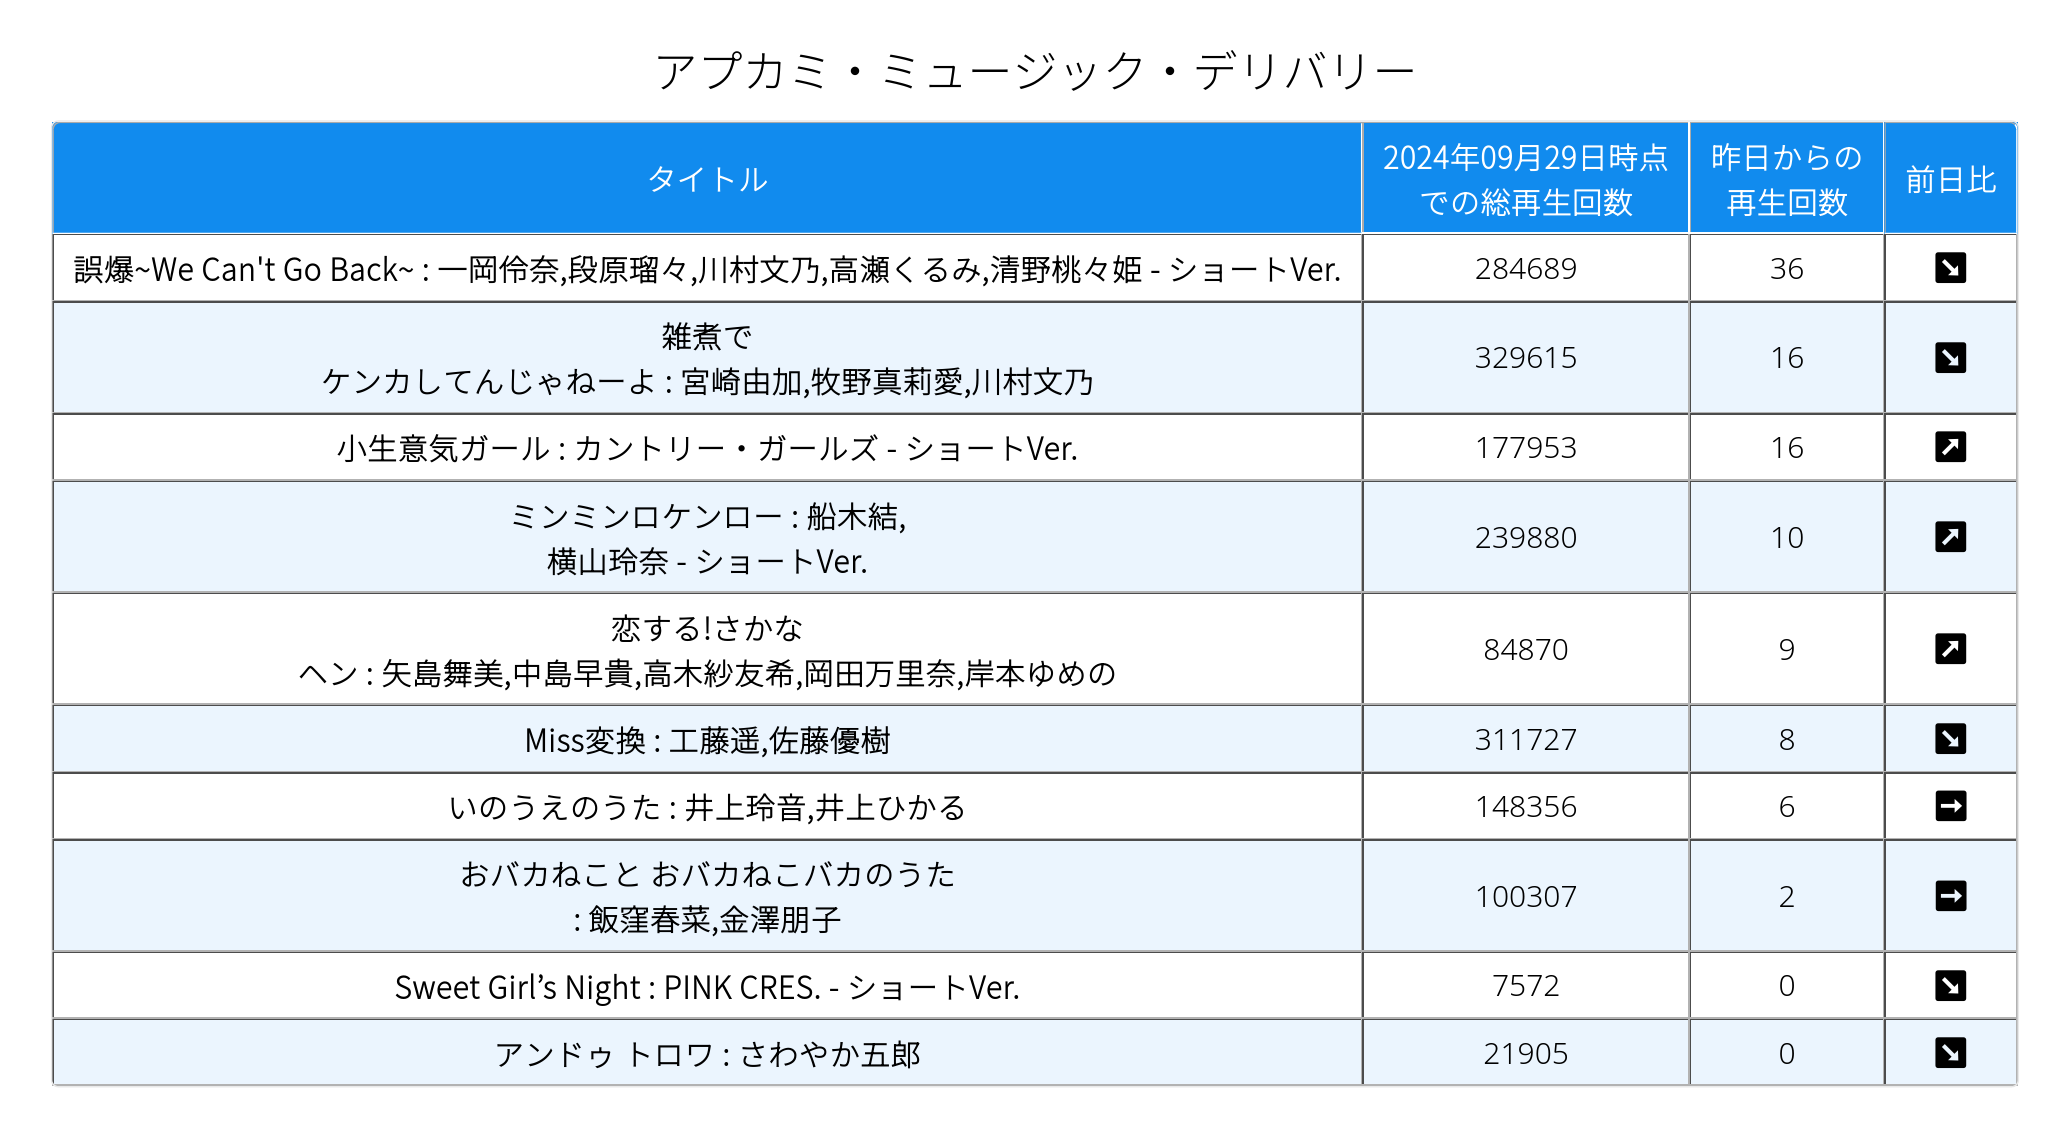 アプカミ・ミュージック・デリバリー
タイトル
2024年09月29日時点
での総再生回数
昨日からの
再生回数
前日比
誤爆~We Can't Go Back~ : 一岡伶奈,段原瑠々,川村文乃,高瀬くるみ,清野桃々姫 - ショートVer.
284689
36
雑煮で
ケンカしてんじゃねーよ : 宮崎由加,牧野真莉愛,川村文乃
329615
16
小生意気ガール : カントリー・ガールズ - ショートVer.
177953
16
ミンミンロケンロー : 船木結,
横山玲奈 - ショートVer.
239880
10
恋する!さかな
ヘン : 矢島舞美,中島早貴,高木紗友希,岡田万里奈,岸本ゆめの
84870
9
Miss変換 : 工藤遥,佐藤優樹
311727
8
いのうえのうた : 井上玲音,井上ひかる
148356
6
おバカねこと おバカねこバカのうた
: 飯窪春菜,金澤朋子
100307
2
Sweet Girl’s Night : PINK CRES. - ショートVer.
7572
0
アンドゥ トロワ : さわやか五郎
21905
0